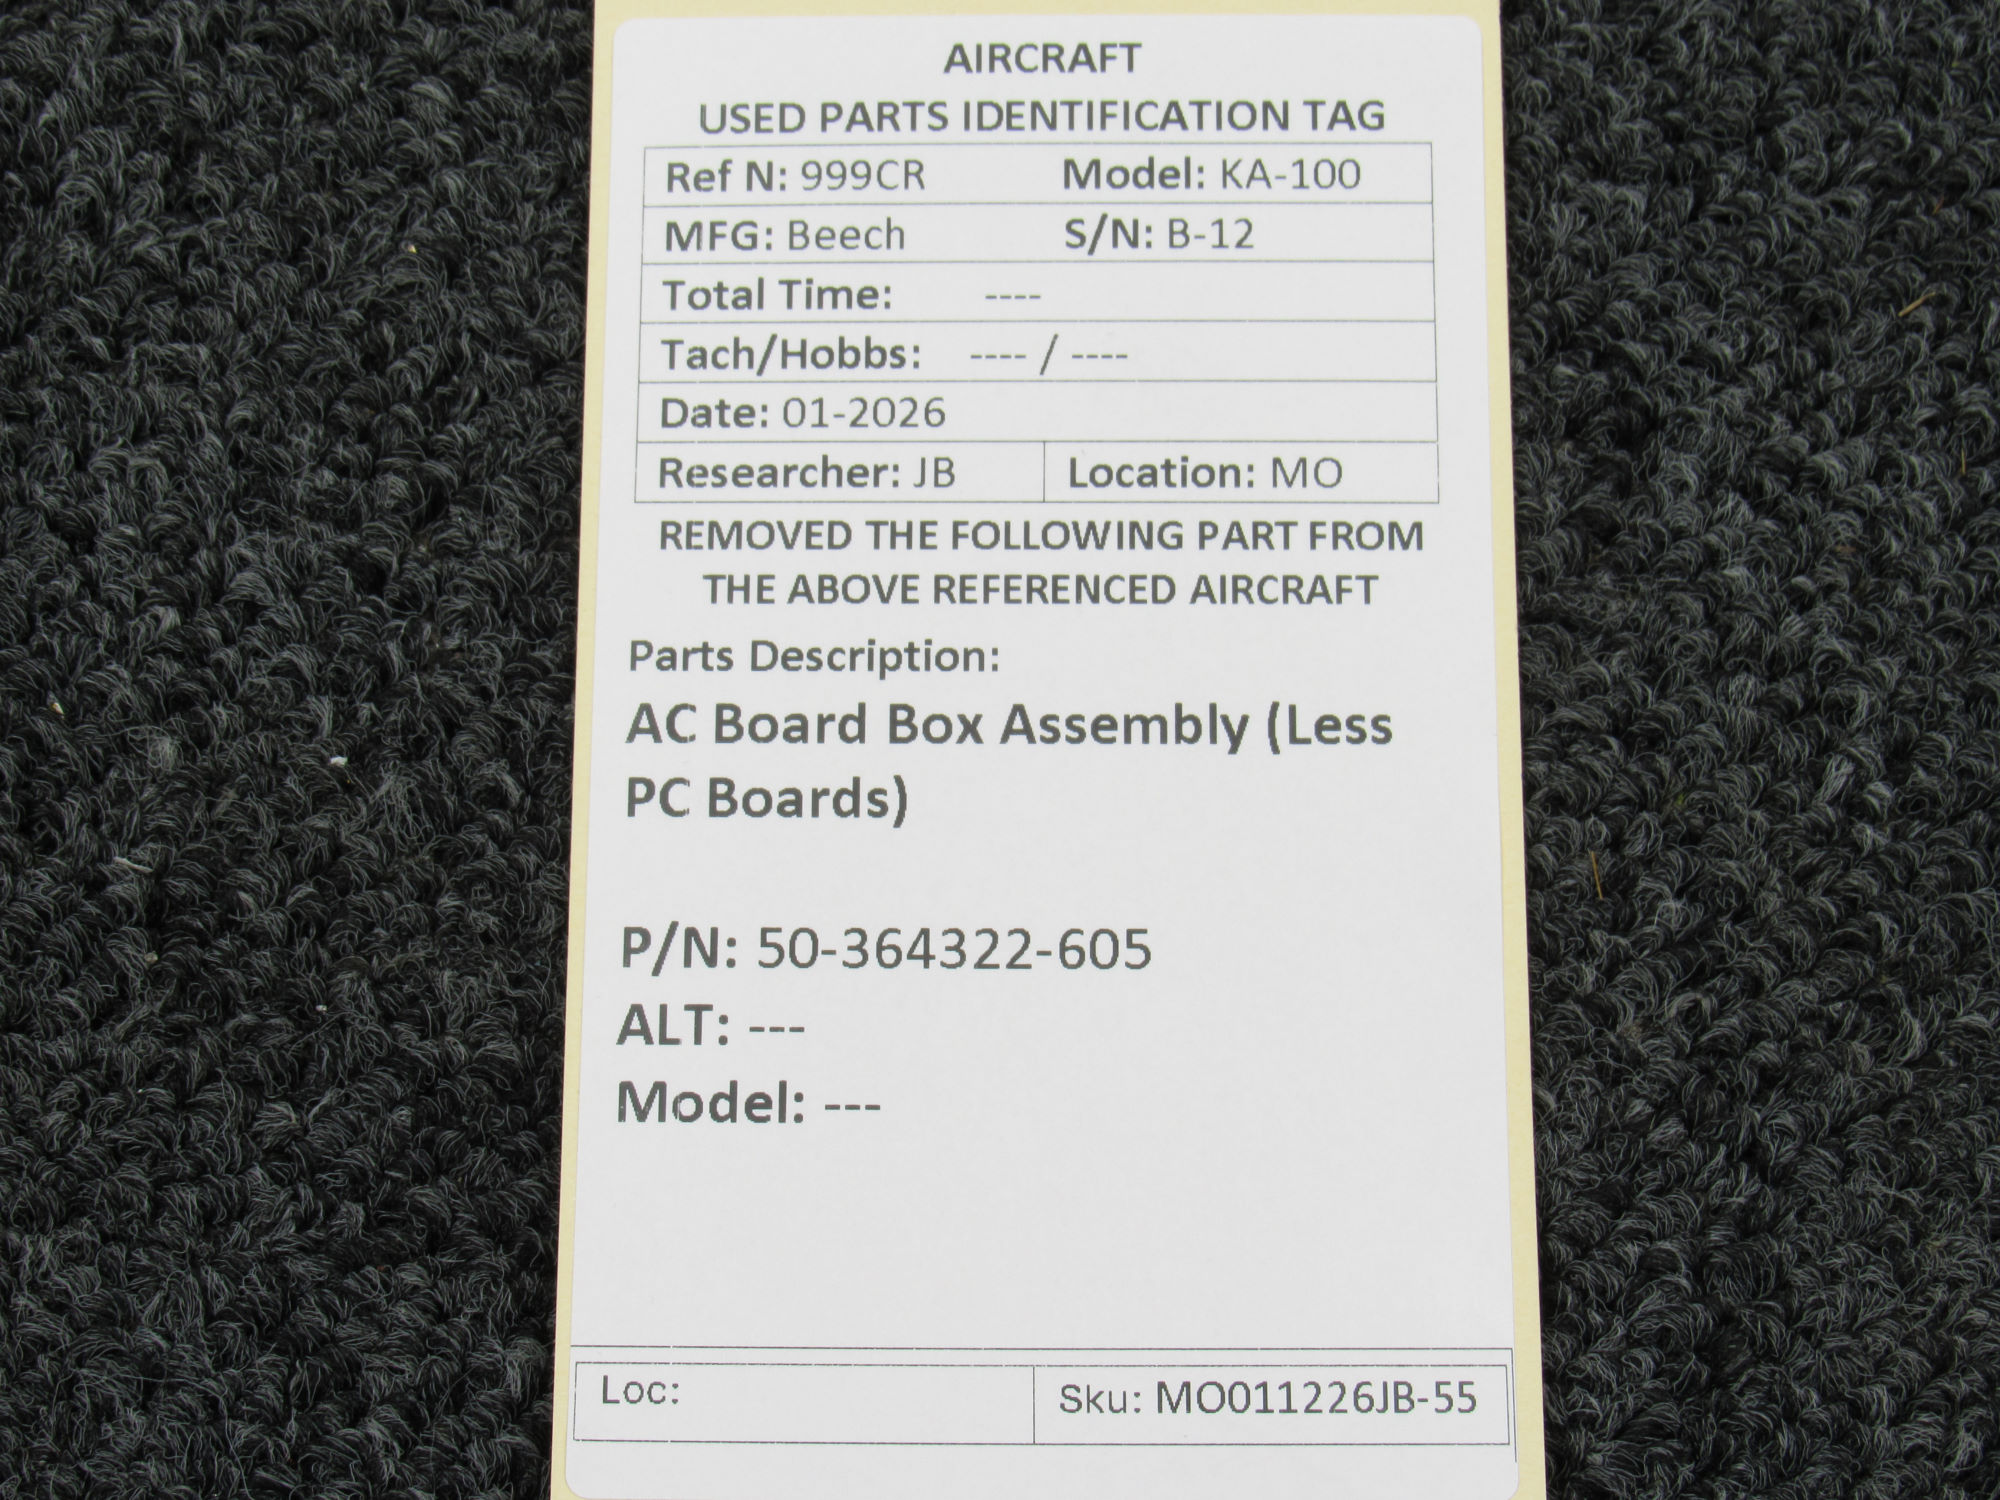 AIRCRAFT
USED PARTS IDENTIFICATION TAG
Ref N: 999CR Model: KA-100
MFG: Beech S/N: B-12
Total Time: ----
Tach/Hobbs: ---- / ----
Date: 01-2026
Researcher: JB Location: MO
REMOVED THE FOLLOWING PART FROM
THE ABOVE REFERENCED AIRCRAFT
Parts Description:
AC Board Box Assembly (Less
PC Boards)
P/N: 50-364322-605
ALT: ---
Model: ---
Loc: Sku: MO011226JB-55